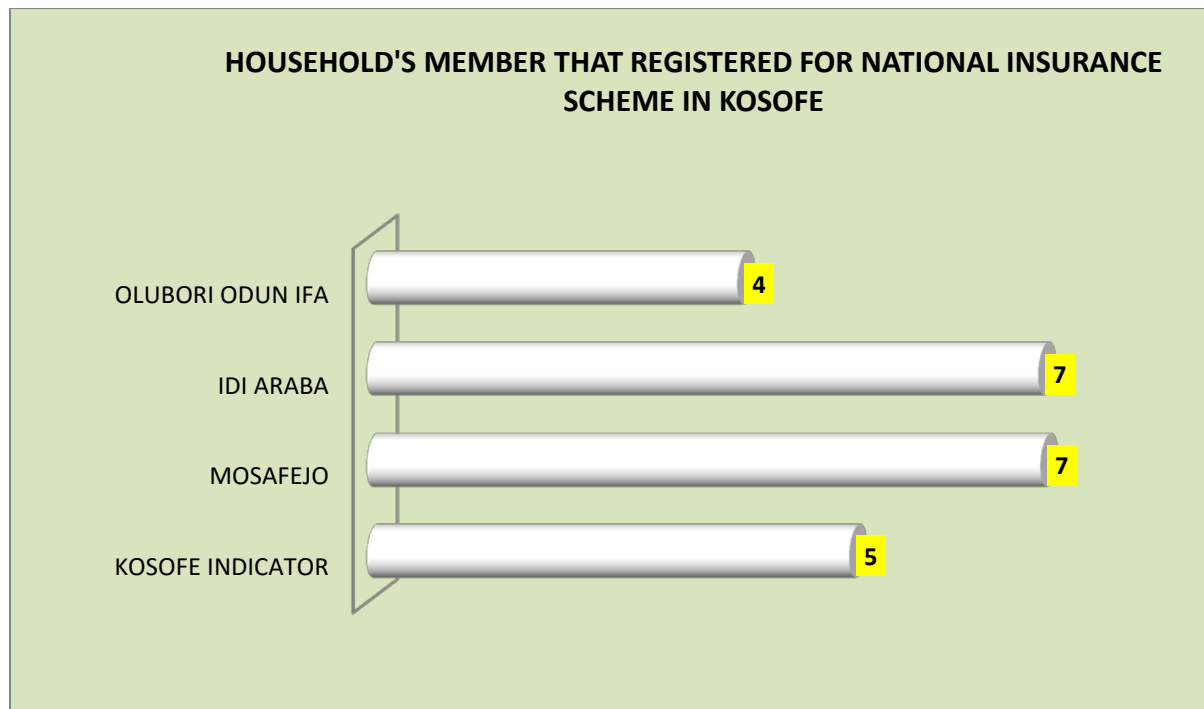 HOUSEHOLD'S MEMBER THAT REGISTERED FOR NATIONAL INSURANCE
SCHEME IN KOSOFE
OLUBORI ODUN IFA
4
IDI ARABA
7
MOSAFEJO
7
KOSOFE INDICATOR
5